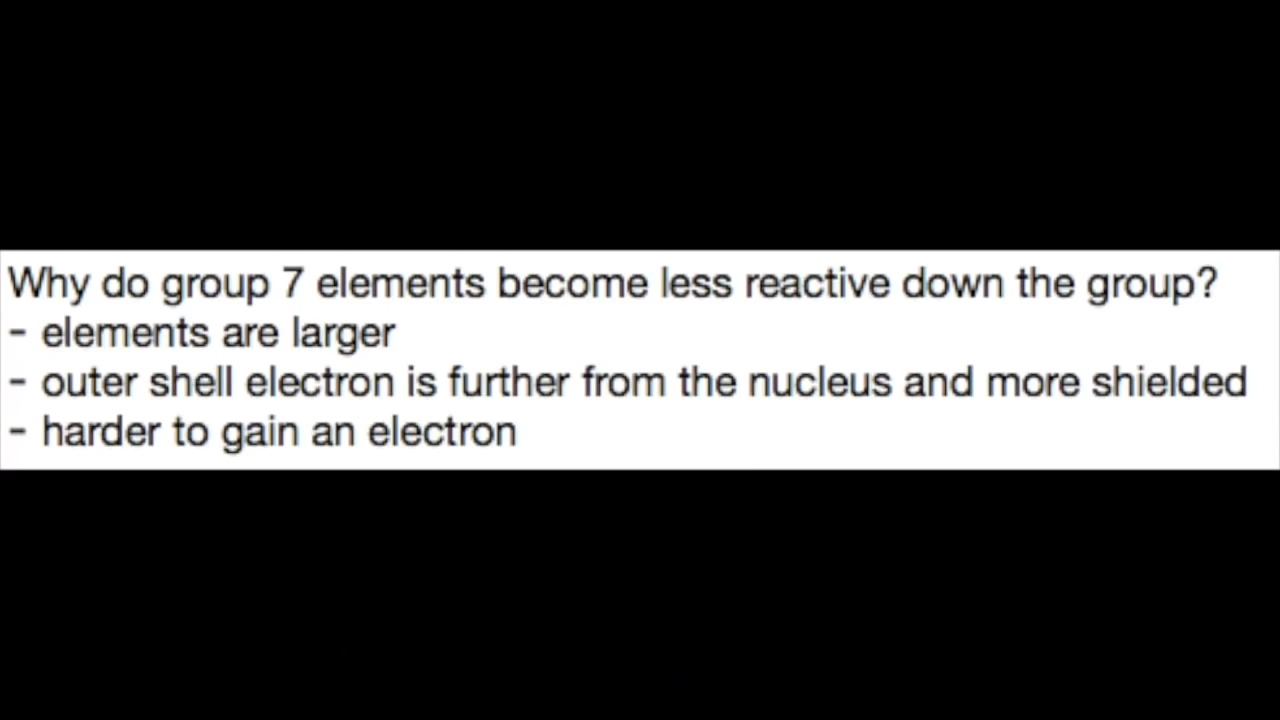 Why do group 7 elements become less reactive down the group?
- elements are larger
- outer shell electron is further from the nucleus and more shielded
- harder to gain an electron